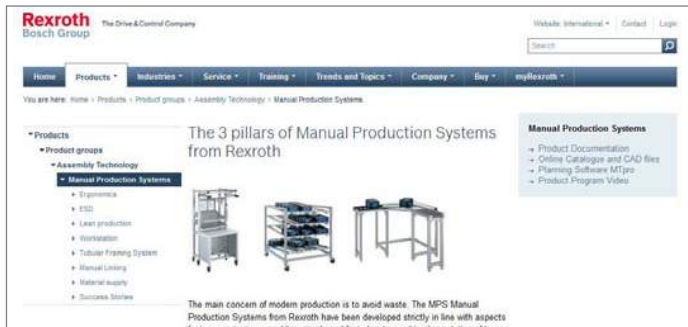 Rexroth
Bosch Group
The Drive & Control Company
Website: International Contact Login
Search
Home Products Industries Service Training Trends and Topics Company Buy myRexroth
You are here: Home › Products › Product groups › Assembly Technology › Manual Production Systems
Products
Product groups
Assembly Technology
Manual Production Systems
Ergonomics
ESD
Lean production
Workstation
Tubular Framing System
Manual Linking
Material supply
Success Stories
The 3 pillars of Manual Production Systems
from Rexroth
The main concern of modern production is to avoid waste. The MPS Manual
Production Systems from Rexroth have been developed strictly in line with aspects
Manual Production Systems
→ Product Documentation
→ Online Catalogue and CAD files
→ Planning Software MTpro
→ Product Program Video